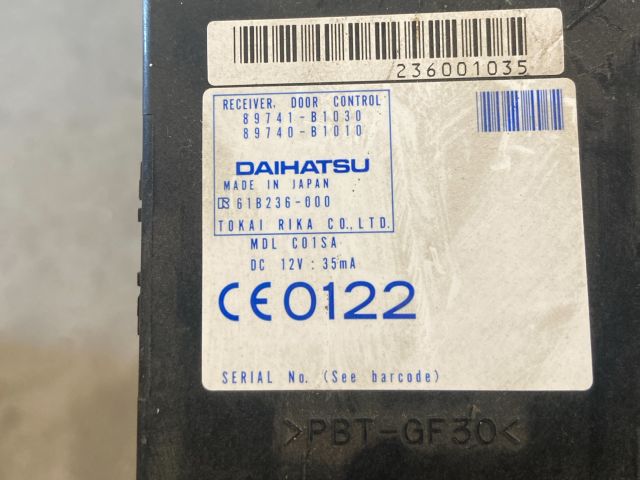 236001035
RECEIVER, DOOR CONTROL
89741-B1030
89740-B1010
DAIHATSU
MADE IN JAPAN
61B236-000
TOKAI RIKA CO.,LTD.
MDL C01SA
DC 12V : 35mA
CE0122
SERIAL No. (See barcode)
>PBT-GF30<